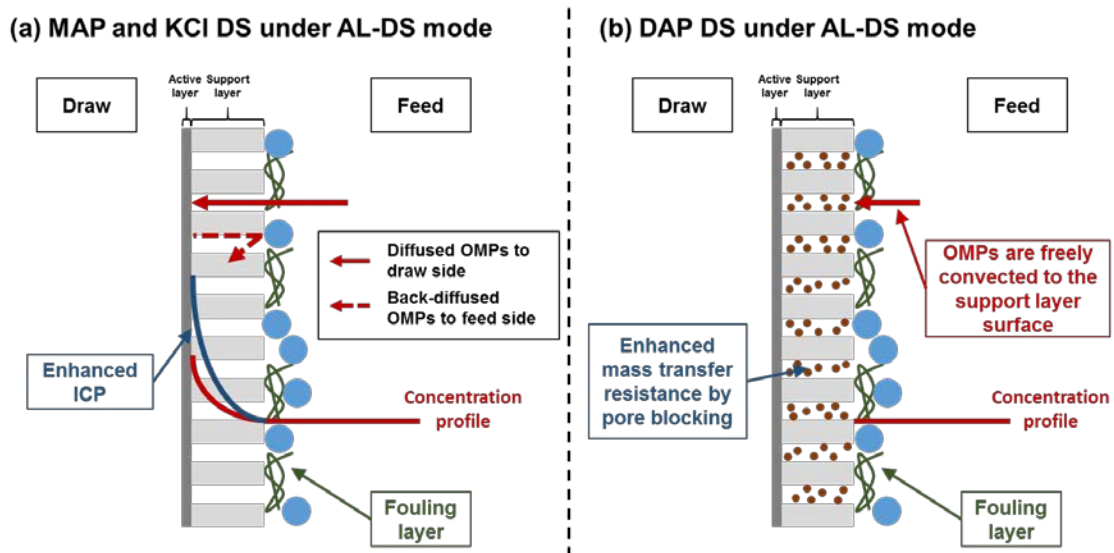 (a) MAP and KCl DS under AL-DS mode
Active layer
Support layer
Draw
Feed
Diffused OMPs to
draw side
Back-diffused
OMPs to feed side
Enhanced
ICP
Concentration
profile
Fouling
layer
(b) DAP DS under AL-DS mode
Active layer
Support layer
Draw
Feed
OMPs are freely
convected to the
support layer
surface
Enhanced
mass transfer
resistance by
pore blocking
Concentration
profile
Fouling
layer